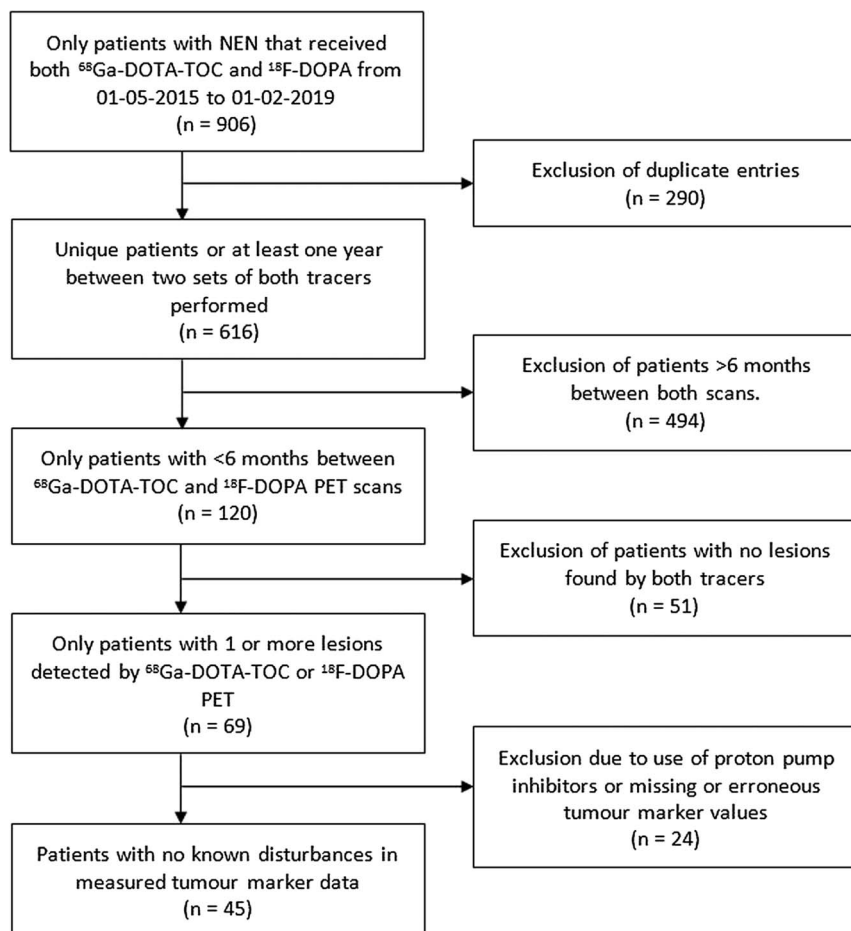 Only patients with NEN that received
both ⁶⁸Ga-DOTA-TOC and ¹⁸F-DOPA from
01-05-2015 to 01-02-2019
(n = 906)
Exclusion of duplicate entries
(n = 290)
Unique patients or at least one year
between two sets of both tracers
performed
(n = 616)
Exclusion of patients >6 months
between both scans.
(n = 494)
Only patients with <6 months between
⁶⁸Ga-DOTA-TOC and ¹⁸F-DOPA PET scans
(n = 120)
Exclusion of patients with no lesions
found by both tracers
(n = 51)
Only patients with 1 or more lesions
detected by ⁶⁸Ga-DOTA-TOC or ¹⁸F-DOPA
PET
(n = 69)
Exclusion due to use of proton pump
inhibitors or missing or erroneous
tumour marker values
(n = 24)
Patients with no known disturbances in
measured tumour marker data
(n = 45)